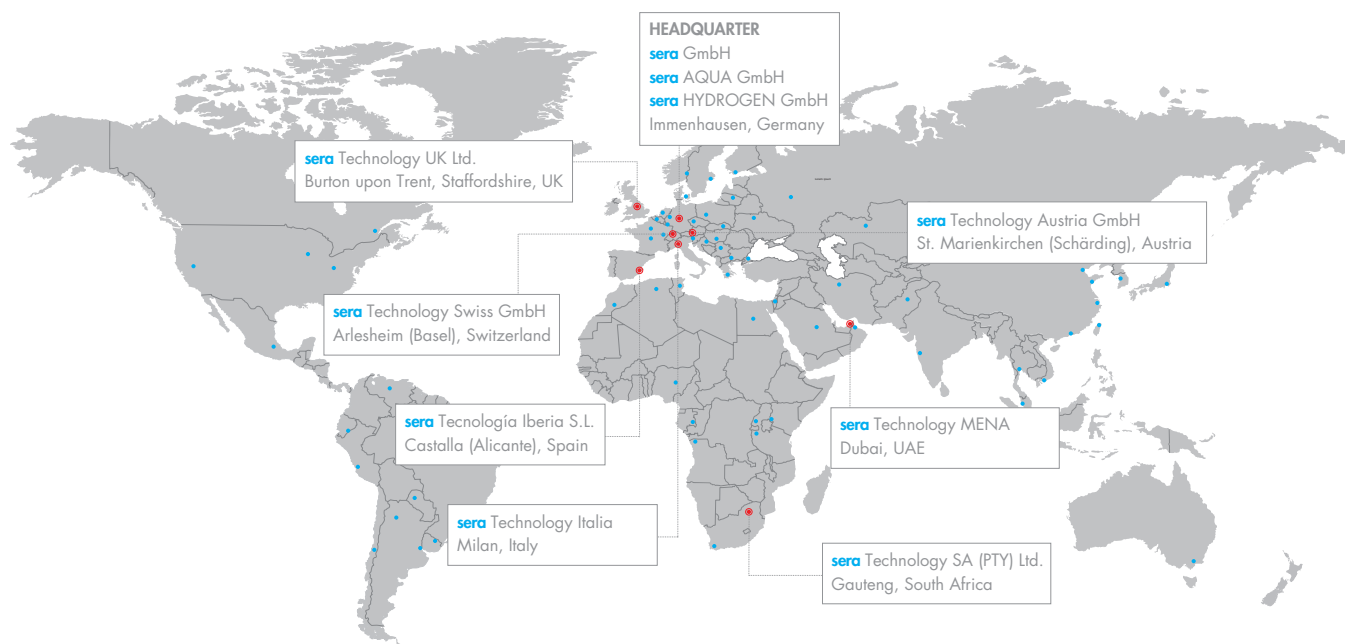 HEADQUARTER
sera GmbH
sera AQUA GmbH
sera HYDROGEN GmbH
Immenhausen, Germany
sera Technology UK Ltd.
Burton upon Trent, Staffordshire, UK
sera Technology Austria GmbH
St. Marienkirchen (Schärding), Austria
sera Technology Swiss GmbH
Arlesheim (Basel), Switzerland
sera Tecnología Iberia S.L.
Castalla (Alicante), Spain
sera Technology MENA
Dubai, UAE
sera Technology Italia
Milan, Italy
sera Technology SA (PTY) Ltd.
Gauteng, South Africa